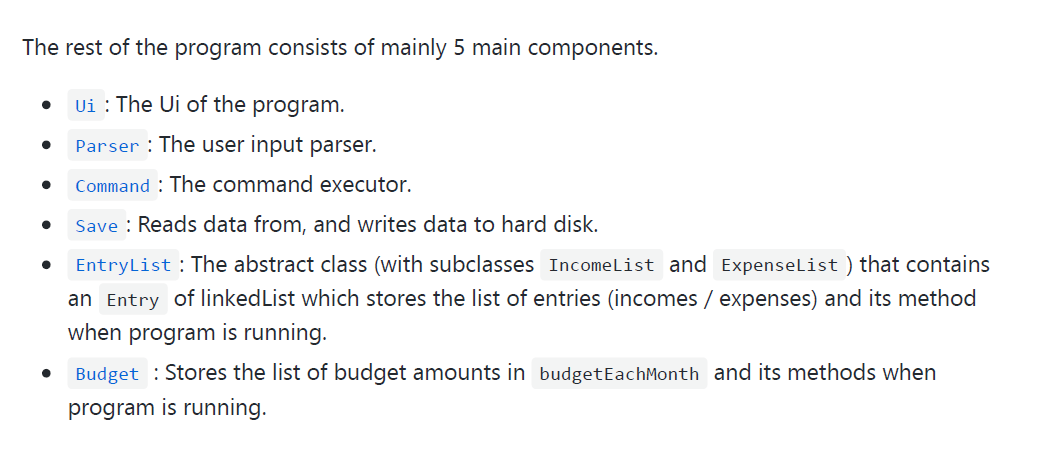 The rest of the program consists of mainly 5 main components.
Ui : The Ui of the program.
Parser : The user input parser.
Command : The command executor.
Save : Reads data from, and writes data to hard disk.
EntryList : The abstract class (with subclasses IncomeList and ExpenseList ) that contains
an Entry of linkedList which stores the list of entries (incomes / expenses) and its method
when program is running.
Budget : Stores the list of budget amounts in budgetEachMonth and its methods when
program is running.